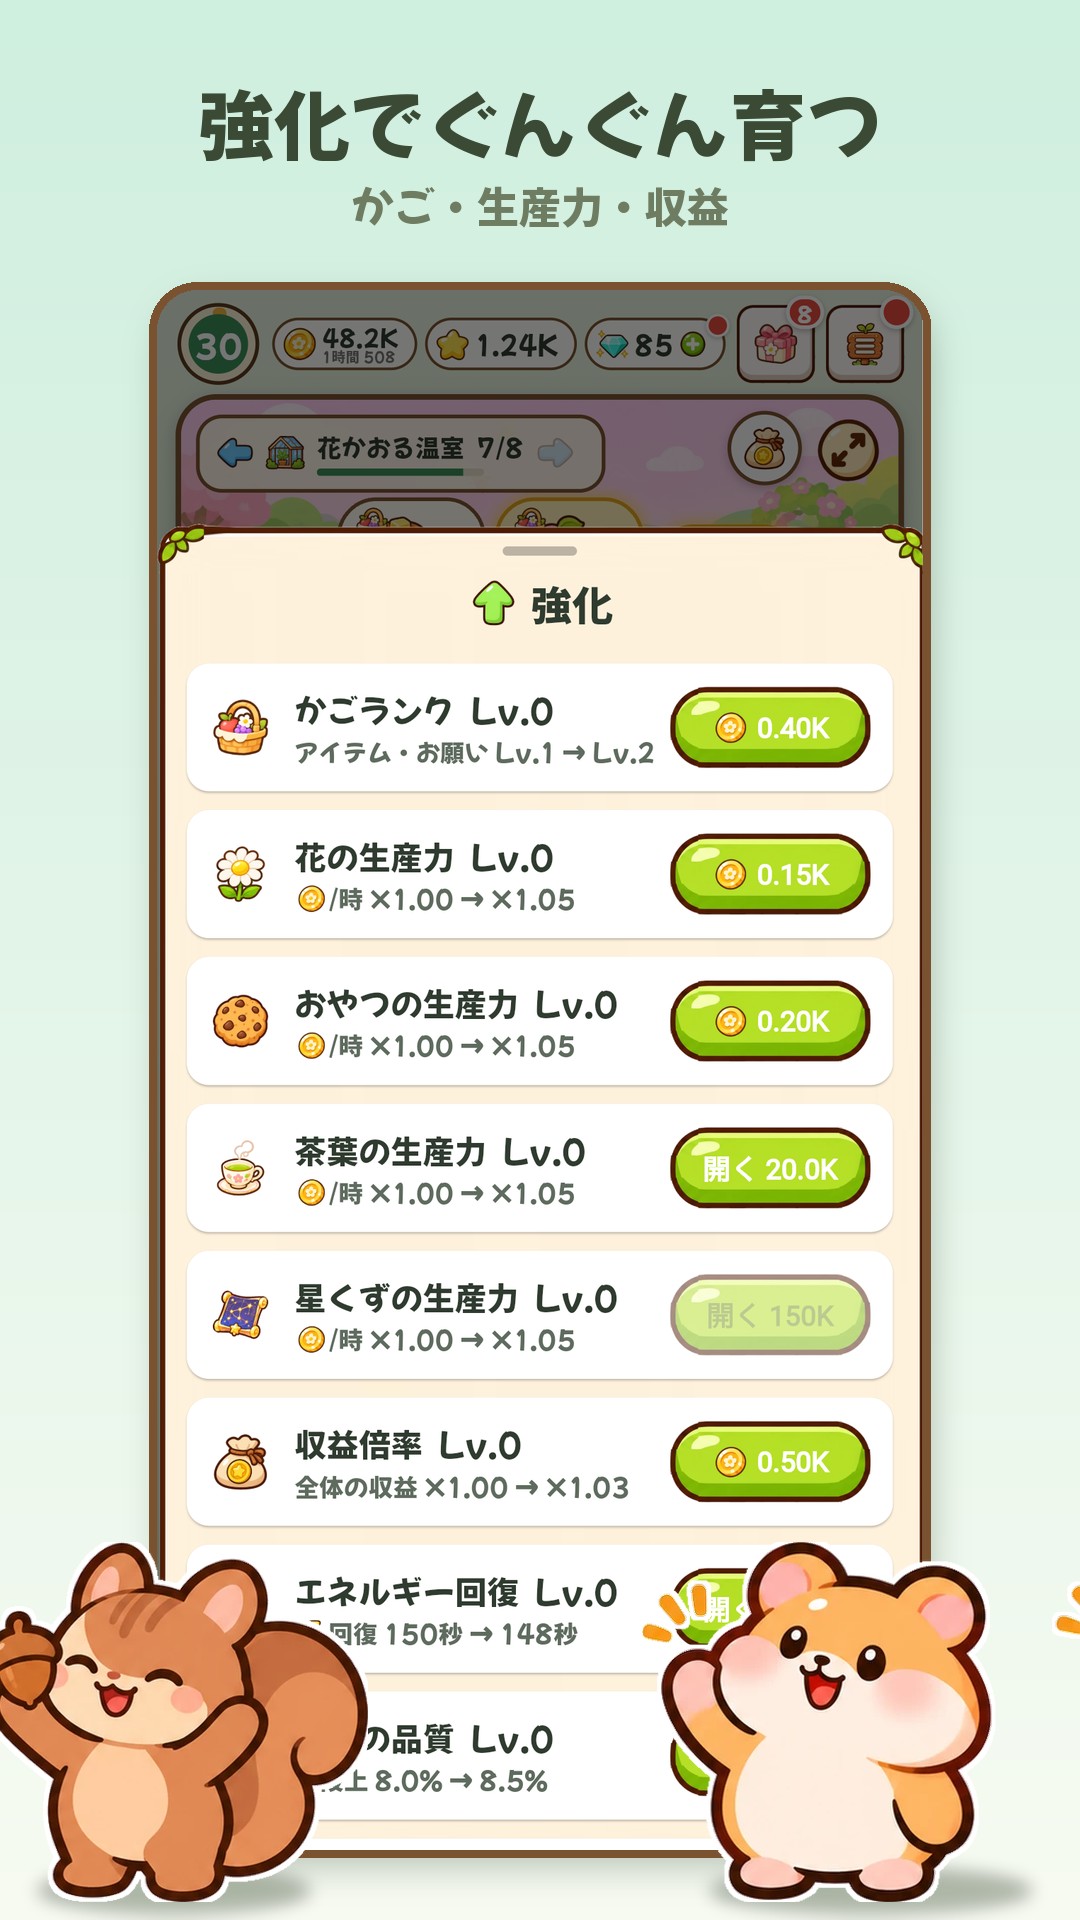 強化でぐんぐん育つ
かご・生産力・収益
30
48.2K
1時間 508
1.24K
85
8
花かおる温室 7/8
強化
かごランク Lv.0
アイテム・お願い Lv.1 → Lv.2
0.40K
花の生産力 Lv.0
/時 ×1.00 → ×1.05
0.15K
おやつの生産力 Lv.0
/時 ×1.00 → ×1.05
0.20K
茶葉の生産力 Lv.0
/時 ×1.00 → ×1.05
開く 20.0K
星くずの生産力 Lv.0
/時 ×1.00 → ×1.05
開く 150K
収益倍率 Lv.0
全体の収益 ×1.00 → ×1.03
0.50K
エネルギー回復 Lv.0
回復 150秒 → 148秒
開く
の品質 Lv.0
上 8.0% → 8.5%